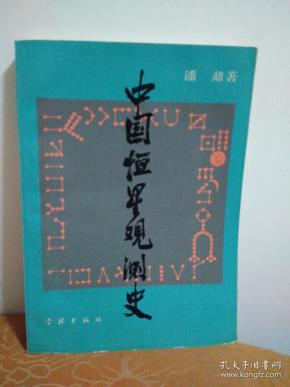 潘鼐著
中国恒星观测史
学林出版社
孔夫子旧书网